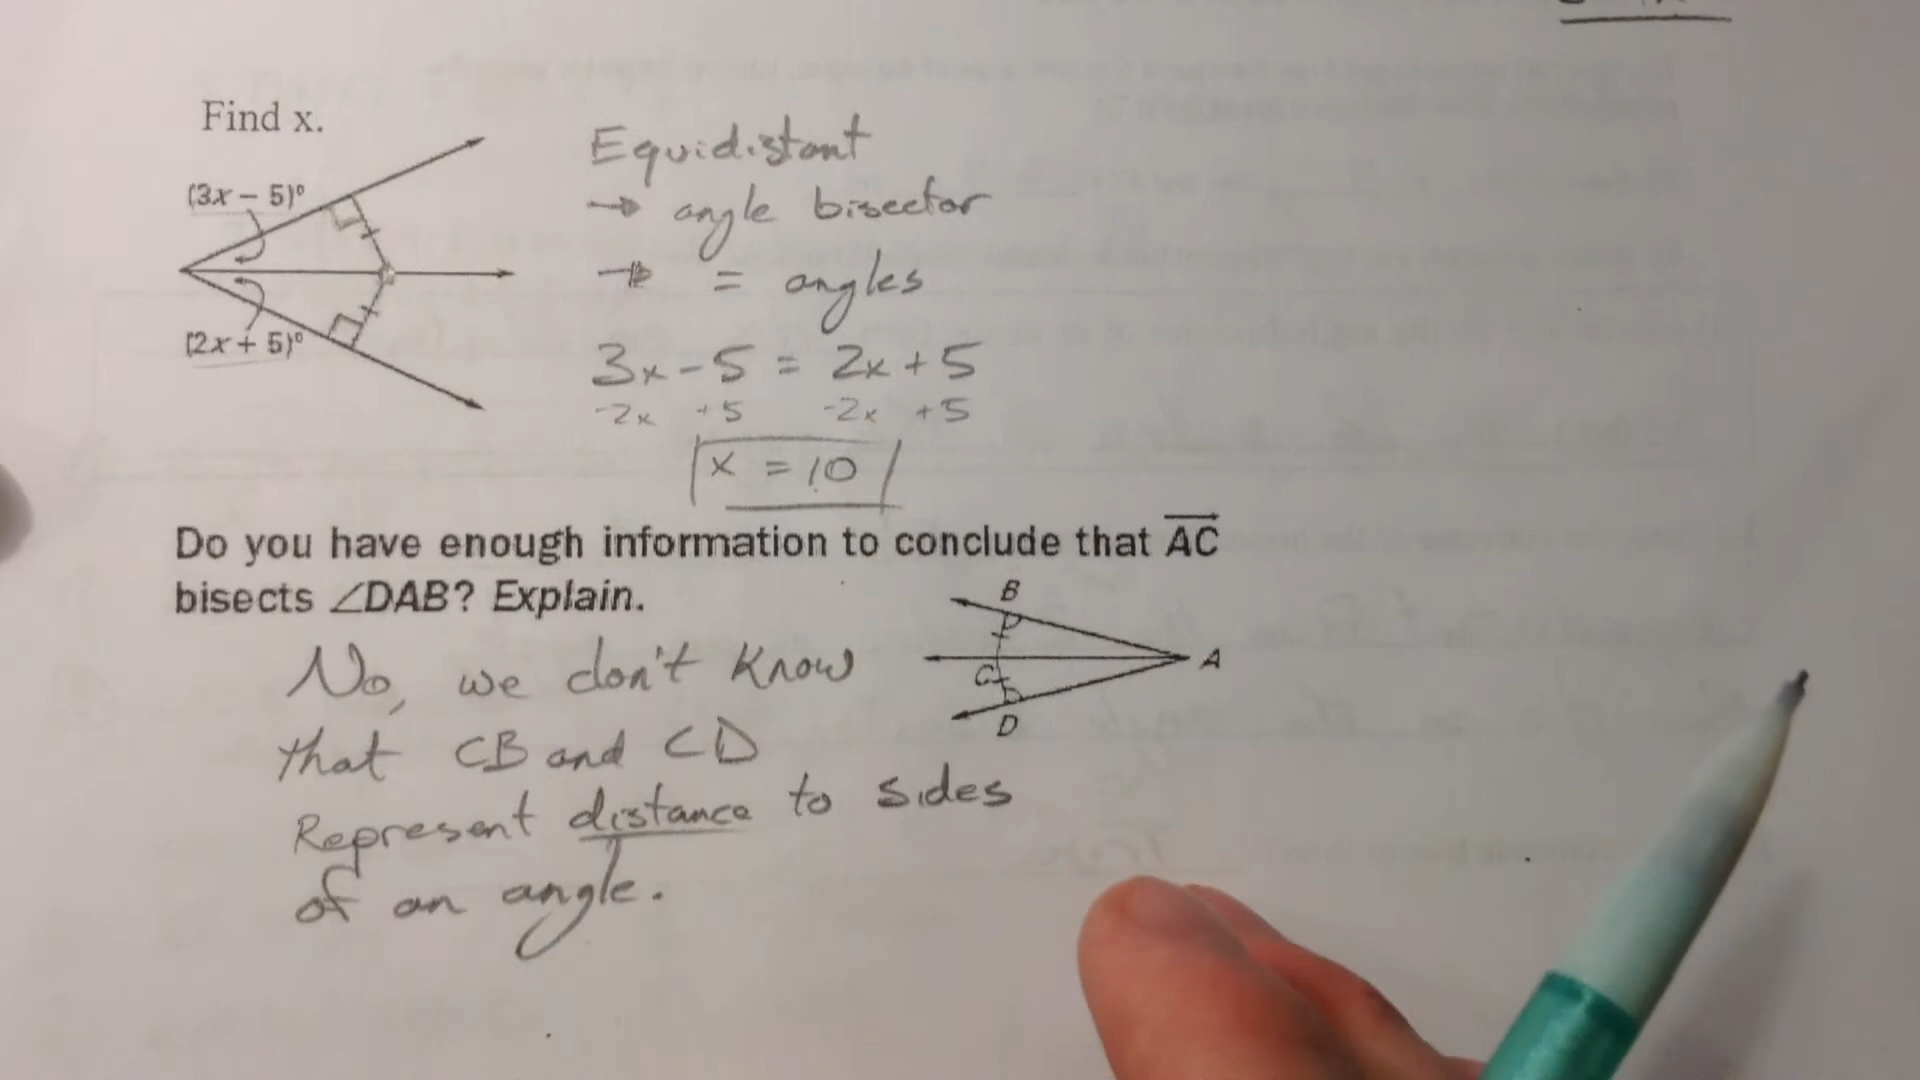 Find x.
(3x – 5)°
(2x + 5)°
Equidistant
→ angle bisector
→ = angles
3x - 5 = 2x + 5
-2x +5 -2x +5
x = 10
Do you have enough information to conclude that AC
bisects ∠DAB? Explain.
B
A
C
D
No, we don't know
that CB and CD
Represent distance to sides
of an angle.